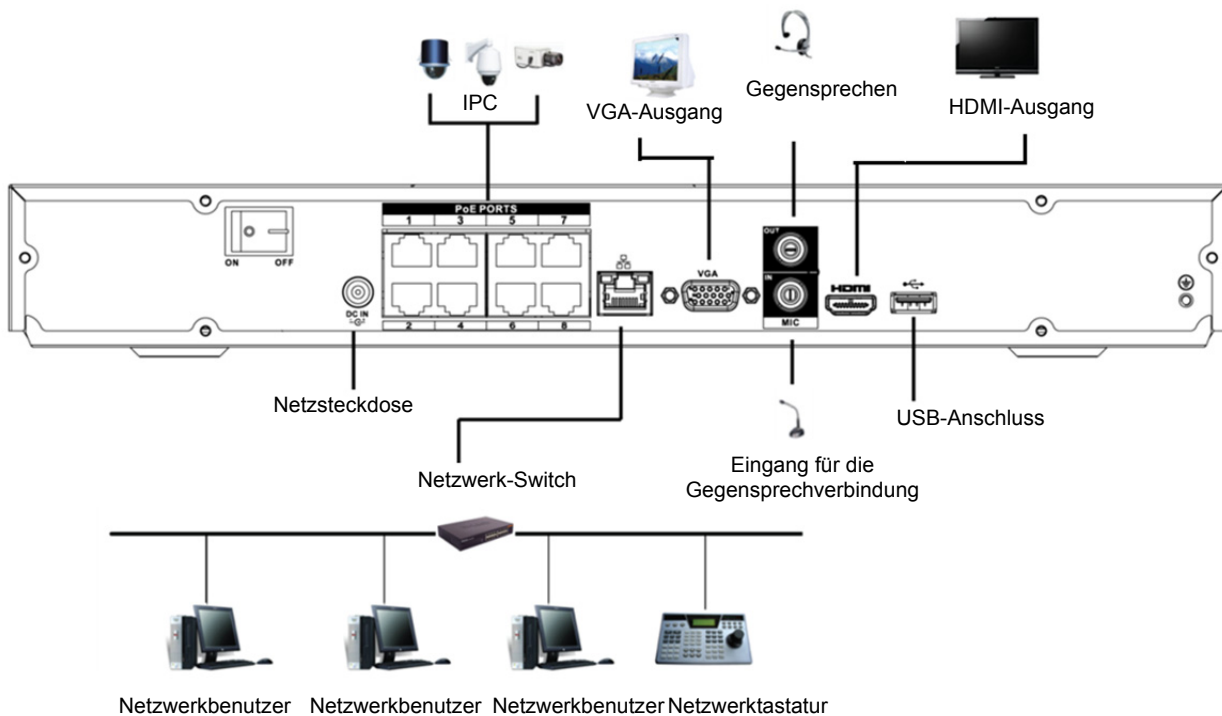 IPC
VGA-Ausgang
Gegensprechen
HDMI-Ausgang
PoE PORTS
1 3 5 7
ON OFF
DC IN
2 4 6 8
VGA
OUT
IN
MIC
HDMI
Netzsteckdose
Netzwerk-Switch
Eingang für die
Gegensprechverbindung
USB-Anschluss
Netzwerkbenutzer Netzwerkbenutzer Netzwerkbenutzer Netzwerktastatur